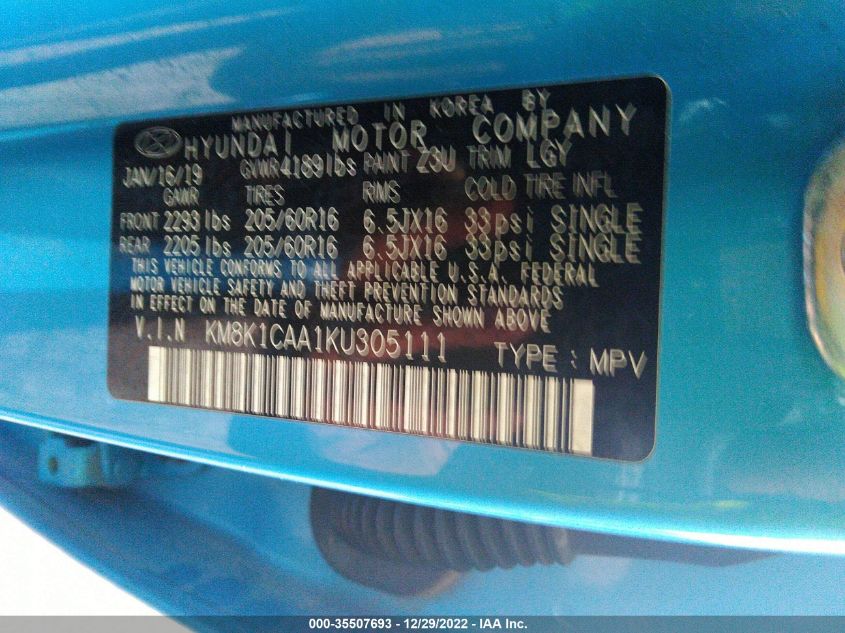 MANUFACTURED IN KOREA BY
HYUNDAI MOTOR COMPANY
JAN/16/19 GVWR 4189lbs PAINT Z3U TRIM LGY
GAWR TIRES RIMS COLD TIRE INFL
FRONT 2293 lbs 205/60R16 6.5JX16 33psi SINGLE
REAR 2205 lbs 205/60R16 6.5JX16 33psi SINGLE
THIS VEHICLE CONFORMS TO ALL APPLICABLE U.S.A. FEDERAL
MOTOR VEHICLE SAFETY AND THEFT PREVENTION STANDARDS
IN EFFECT ON THE DATE OF MANUFACTURE SHOWN ABOVE
V.I.N KM8K1CAA1KU305111
TYPE : MPV
000-35507693 - 12/29/2022 - IAA Inc.